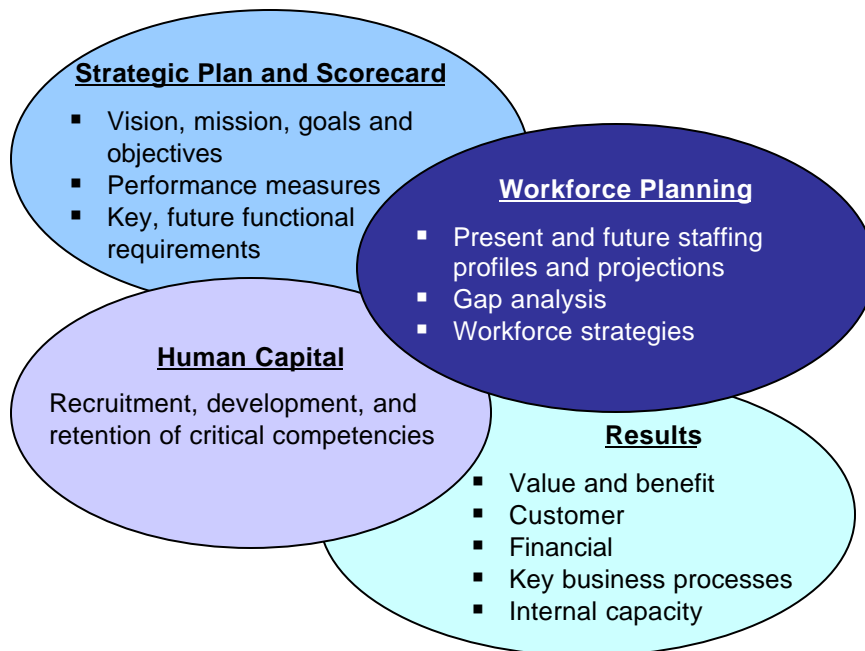 Strategic Plan and Scorecard
▪ Vision, mission, goals and
objectives
▪ Performance measures
▪ Key, future functional
requirements
Workforce Planning
▪ Present and future staffing
profiles and projections
▪ Gap analysis
▪ Workforce strategies
Human Capital
Recruitment, development, and
retention of critical competencies
Results
▪ Value and benefit
▪ Customer
▪ Financial
▪ Key business processes
▪ Internal capacity